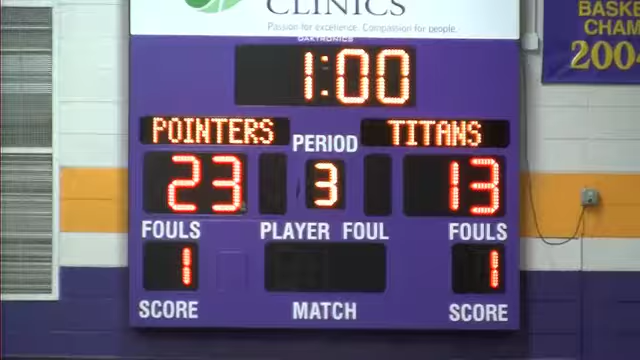 CLINICS
Passion for excellence. Compassion for people.
DAKTRONICS
1:00
POINTERS
TITANS
PERIOD
23
3
13
FOULS
PLAYER FOUL
FOULS
1
1
SCORE
MATCH
SCORE
CHAM
2004